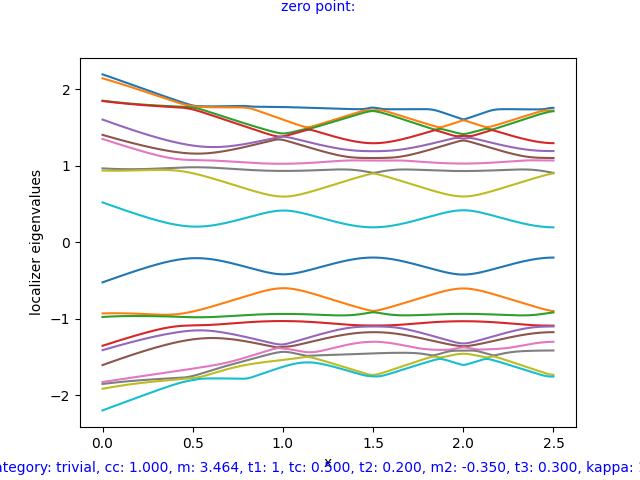 zero point:
2
1
0
−1
−2
localizer eigenvalues
0.0 0.5 1.0 1.5 2.0 2.5
x
ategory: trivial, cc: 1.000, m: 3.464, t1: 1, tc: 0.500, t2: 0.200, m2: -0.350, t3: 0.300, kappa: